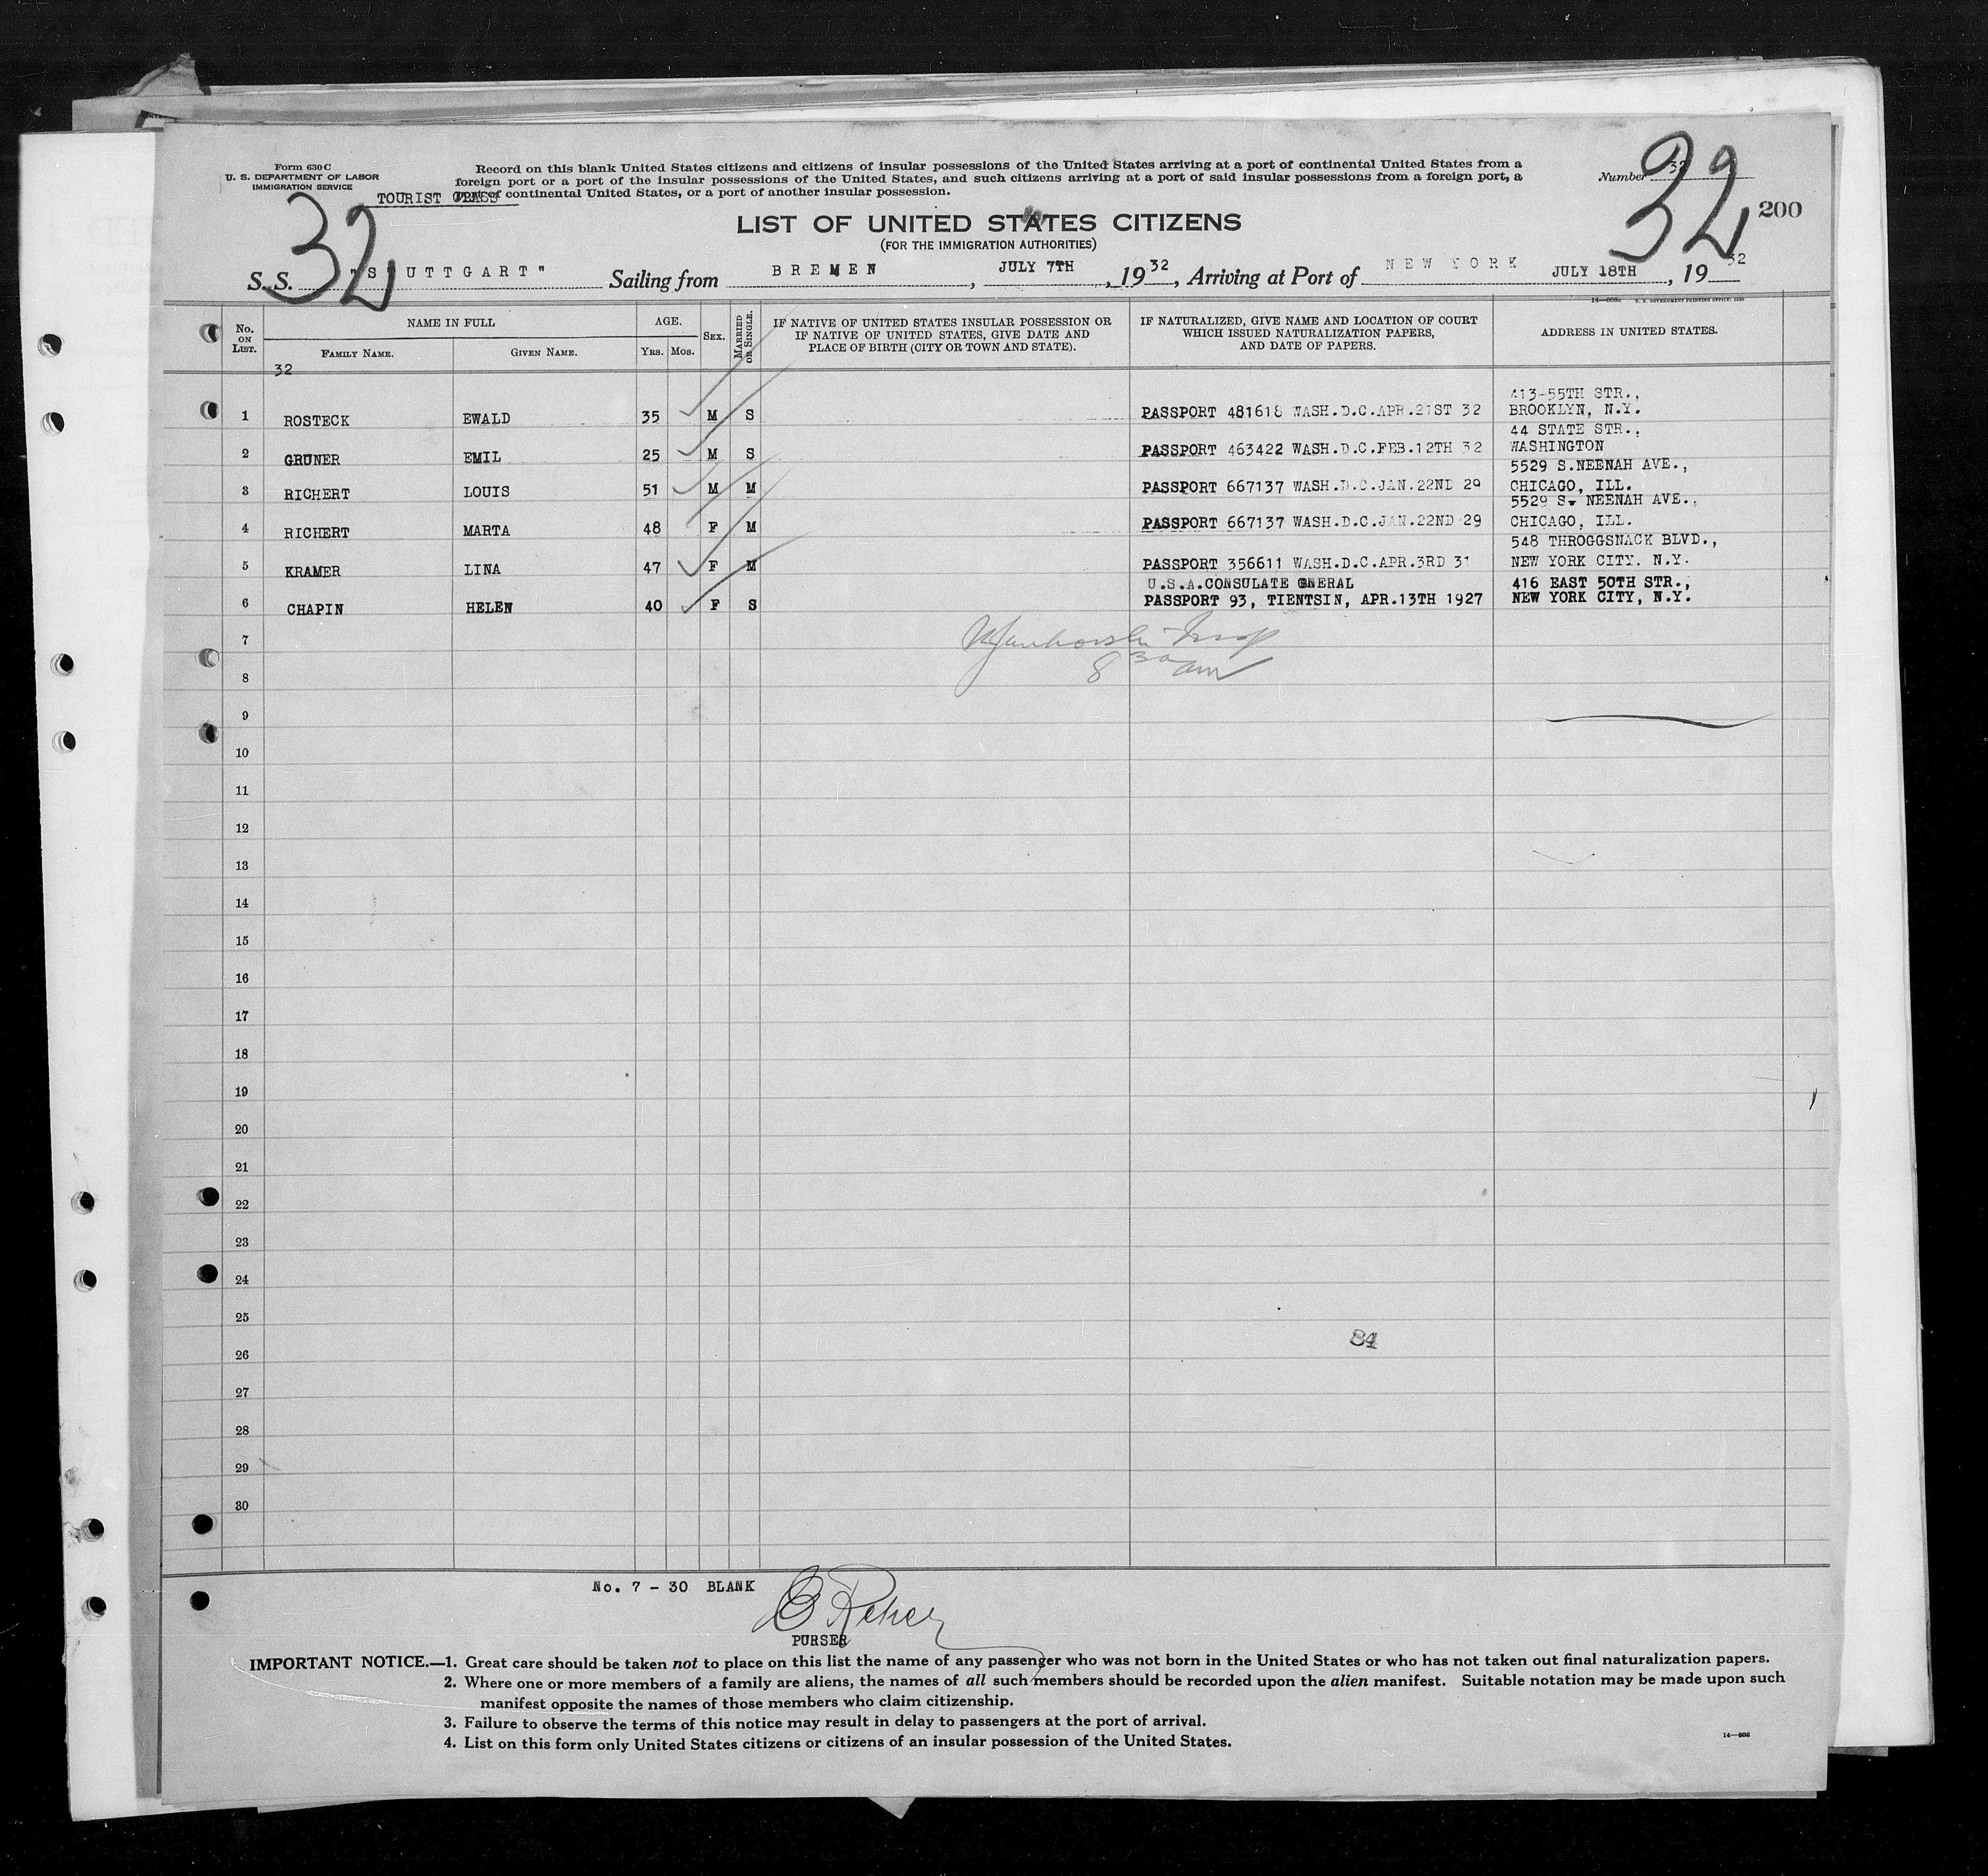 Form 630 C
U. S. DEPARTMENT OF LABOR
IMMIGRATION SERVICE
TOURIST CLASS
Record on this blank United States citizens and citizens of insular possessions of the United States arriving at a port of continental United States from a
foreign port or a port of the insular possessions of the United States, and such citizens arriving at a port of said insular possessions from a foreign port, a
port of continental United States, or a port of another insular possession.
Number 32
32
32
200
LIST OF UNITED STATES CITIZENS
(FOR THE IMMIGRATION AUTHORITIES)
S. S. "STUTTGART" Sailing from BREMEN, JULY 7TH, 1932, Arriving at Port of NEW YORK JULY 18TH, 1932
U. S. GOVERNMENT PRINTING OFFICE: 1930
No. ON LIST.
NAME IN FULL
FAMILY NAME.
GIVEN NAME.
AGE.
YRS. MOS.
SEX.
MARRIED OR SINGLE.
IF NATIVE OF UNITED STATES INSULAR POSSESSION OR
IF NATIVE OF UNITED STATES, GIVE DATE AND
PLACE OF BIRTH (CITY OR TOWN AND STATE).
IF NATURALIZED, GIVE NAME AND LOCATION OF COURT
WHICH ISSUED NATURALIZATION PAPERS,
AND DATE OF PAPERS.
ADDRESS IN UNITED STATES.
32
413-55TH STR.,
1 ROSTECK EWALD 35 M S PASSPORT 481618 WASH.D.C.APR.21ST 32 BROOKLYN, N.Y.
44 STATE STR.,
2 GRUNER EMIL 25 M S PASSPORT 463422 WASH.D.C.FEB.12TH 32 WASHINGTON
5529 S.NEENAH AVE.,
3 RICHERT LOUIS 51 M M PASSPORT 667137 WASH.D.C.JAN.22ND 29 CHICAGO, ILL.
5529 S. NEENAH AVE.,
4 RICHERT MARTA 48 F M PASSPORT 667137 WASH.D.C.JAN.22ND 29 CHICAGO, ILL.
548 THROGGSNACK BLVD.,
5 KRAMER LINA 47 F M PASSPORT 356611 WASH.D.C.APR.3RD 31 NEW YORK CITY. N.Y.
U.S.A.CONSULATE GNERAL 416 EAST 50TH STR.,
6 CHAPIN HELEN 40 F S PASSPORT 93, TIENTSIN, APR.13TH 1927 NEW YORK CITY, N.Y.
7
8 30 am
8
9
10
11
12
13
14
15
16
17
18
19
20
21
22
23
24
25
84
26
27
28
29
30
No. 7 - 30 BLANK
PURSER
IMPORTANT NOTICE.—1. Great care should be taken not to place on this list the name of any passenger who was not born in the United States or who has not taken out final naturalization papers.
2. Where one or more members of a family are aliens, the names of all such members should be recorded upon the alien manifest. Suitable notation may be made upon such
manifest opposite the names of those members who claim citizenship.
3. Failure to observe the terms of this notice may result in delay to passengers at the port of arrival.
4. List on this form only United States citizens or citizens of an insular possession of the United States.